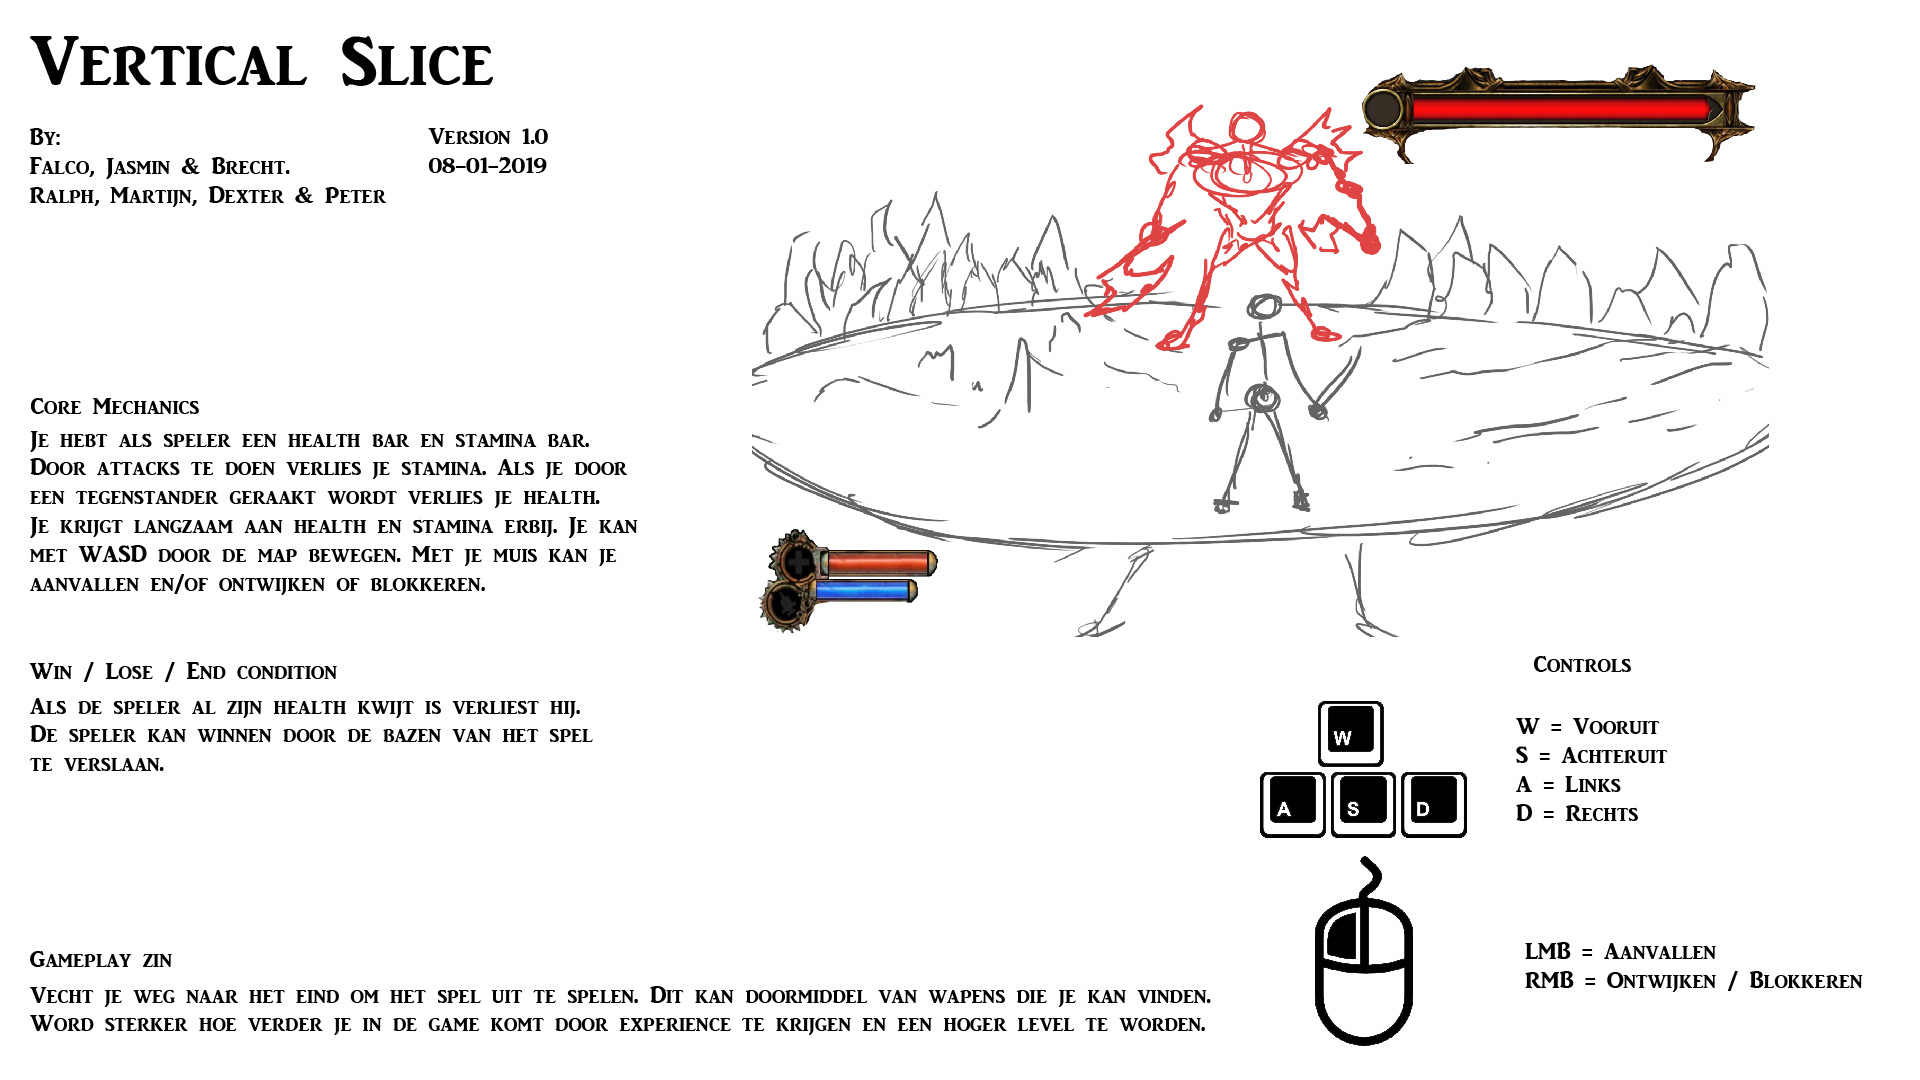 Vertical Slice
By:
Falco, Jasmin & Brecht.
Ralph, Martijn, Dexter & Peter
Version 1.0
08-01-2019
Core Mechanics
Je hebt als speler een health bar en stamina bar.
Door attacks te doen verlies je stamina. Als je door
een tegenstander geraakt wordt verlies je health.
Je krijgt langzaam aan health en stamina erbij. Je kan
met WASD door de map bewegen. Met je muis kan je
aanvallen en/of ontwijken of blokkeren.
Win / Lose / End condition
Als de speler al zijn health kwijt is verliest hij.
De speler kan winnen door de bazen van het spel
te verslaan.
Gameplay zin
Vecht je weg naar het eind om het spel uit te spelen. Dit kan doormiddel van wapens die je kan vinden.
Word sterker hoe verder je in de game komt door experience te krijgen en een hoger level te worden.
Controls
W
A S D
W = Vooruit
S = Achteruit
A = Links
D = Rechts
LMB = Aanvallen
RMB = Ontwijken / Blokkeren